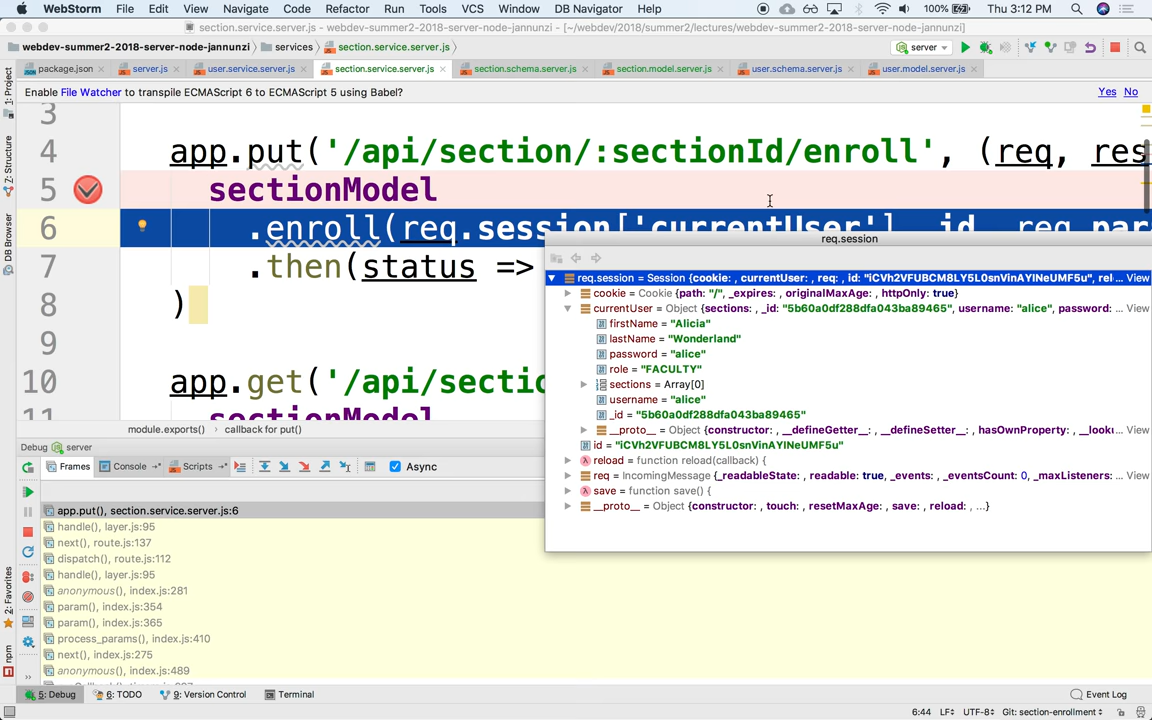 WebStorm File Edit View Navigate Code Refactor Run Tools VCS Window DB Navigator Help 100% Thu 3:12 PM
section.service.server.js - webdev-summer2-2018-server-node-jannunzi - [~/webdev/2018/summer2/lectures/webdev-summer2-2018-server-node-jannunzi]
webdev-summer2-2018-server-node-jannunzi services section.service.server.js server
package.json server.js user.service.server.js section.service.server.js section.schema.server.js section.model.server.js user.schema.server.js user.model.server.js
Enable File Watcher to transpile ECMAScript 6 to ECMAScript 5 using Babel? Yes No
1: Project
7: Structure
DB Browser
2: Favorites
npm
3
4 app.put('/api/section/:sectionId/enroll', (req, res
5 sectionModel
6 .enroll(req.session['currentUser']._id, req.par
7 .then(status =>
8 )
9
10 app.get('/api/sectio
11 sectionModel
req.session
req.session = Session {cookie: , currentUser: , req: , id: "iCVh2VFUBCM8LY5L0snVinAYINeUMF5u", rel... View
cookie = Cookie {path: "/", _expires: , originalMaxAge: , httpOnly: true}
currentUser = Object {sections: , _id: "5b60a0df288dfa043ba89465", username: "alice", password: ... View
firstName = "Alicia"
lastName = "Wonderland"
password = "alice"
role = "FACULTY"
sections = Array[0]
username = "alice"
_id = "5b60a0df288dfa043ba89465"
__proto__ = Object {constructor: , __defineGetter__: , __defineSetter__: , hasOwnProperty: , __look... View
id = "iCVh2VFUBCM8LY5L0snVinAYINeUMF5u"
reload = function reload(callback) {
req = IncomingMessage {_readableState: , readable: true, _events: , _eventsCount: 0, _maxListeners: ... View
save = function save() {
__proto__ = Object {constructor: , touch: , resetMaxAge: , save: , reload: , ...}
module.exports() callback for put()
Debug server
Frames Console Scripts Async
app.put(), section.service.server.js:6
handle(), layer.js:95
next(), route.js:137
dispatch(), route.js:112
handle(), layer.js:95
anonymous(), index.js:281
param(), index.js:354
param(), index.js:365
process_params(), index.js:410
next(), index.js:275
anonymous(), index.js:489
5: Debug 6: TODO 9: Version Control Terminal Event Log
6:44 LF UTF-8 Git: section-enrollment